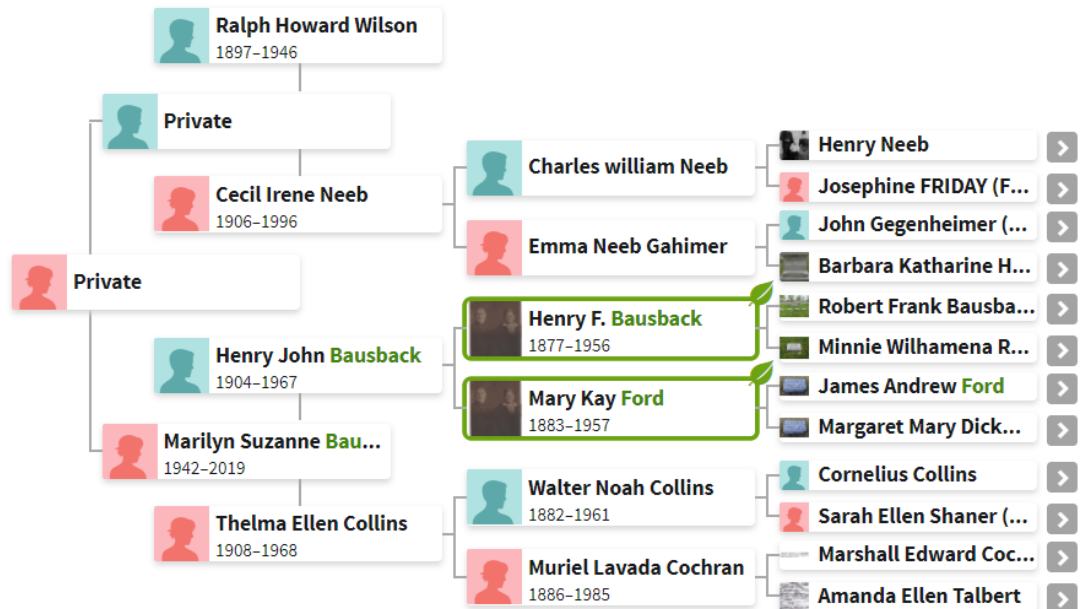 Ralph Howard Wilson
1897–1946
Private
Cecil Irene Neeb
1906–1996
Private
Henry John Bausback
1904–1967
Marilyn Suzanne Bau...
1942–2019
Thelma Ellen Collins
1908–1968
Charles william Neeb
Emma Neeb Gahimer
Henry F. Bausback
1877–1956
Mary Kay Ford
1883–1957
Walter Noah Collins
1882–1961
Muriel Lavada Cochran
1886–1985
Henry Neeb
Josephine FRIDAY (F...
John Gegenheimer (...
Barbara Katharine H...
Robert Frank Bausba...
Minnie Wilhamena R...
James Andrew Ford
Margaret Mary Dick...
Cornelius Collins
Sarah Ellen Shaner (...
Marshall Edward Coc...
Amanda Ellen Talbert